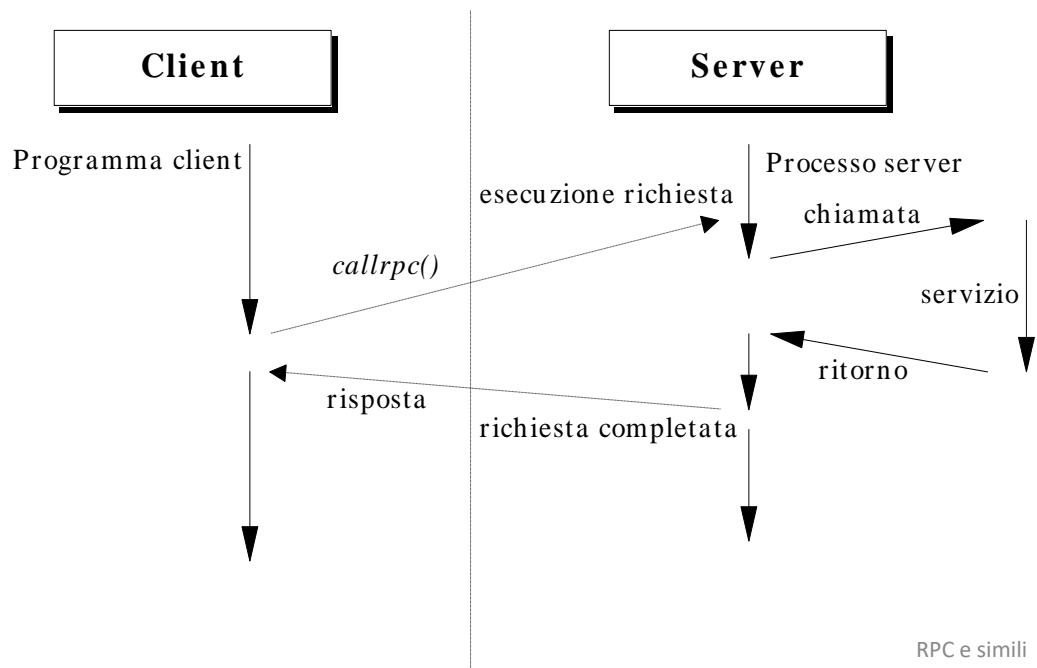 Client
Server
Programma client
Processo server
esecuzione richiesta
chiamata
callrpc()
servizio
ritorno
risposta
richiesta completata
RPC e simili